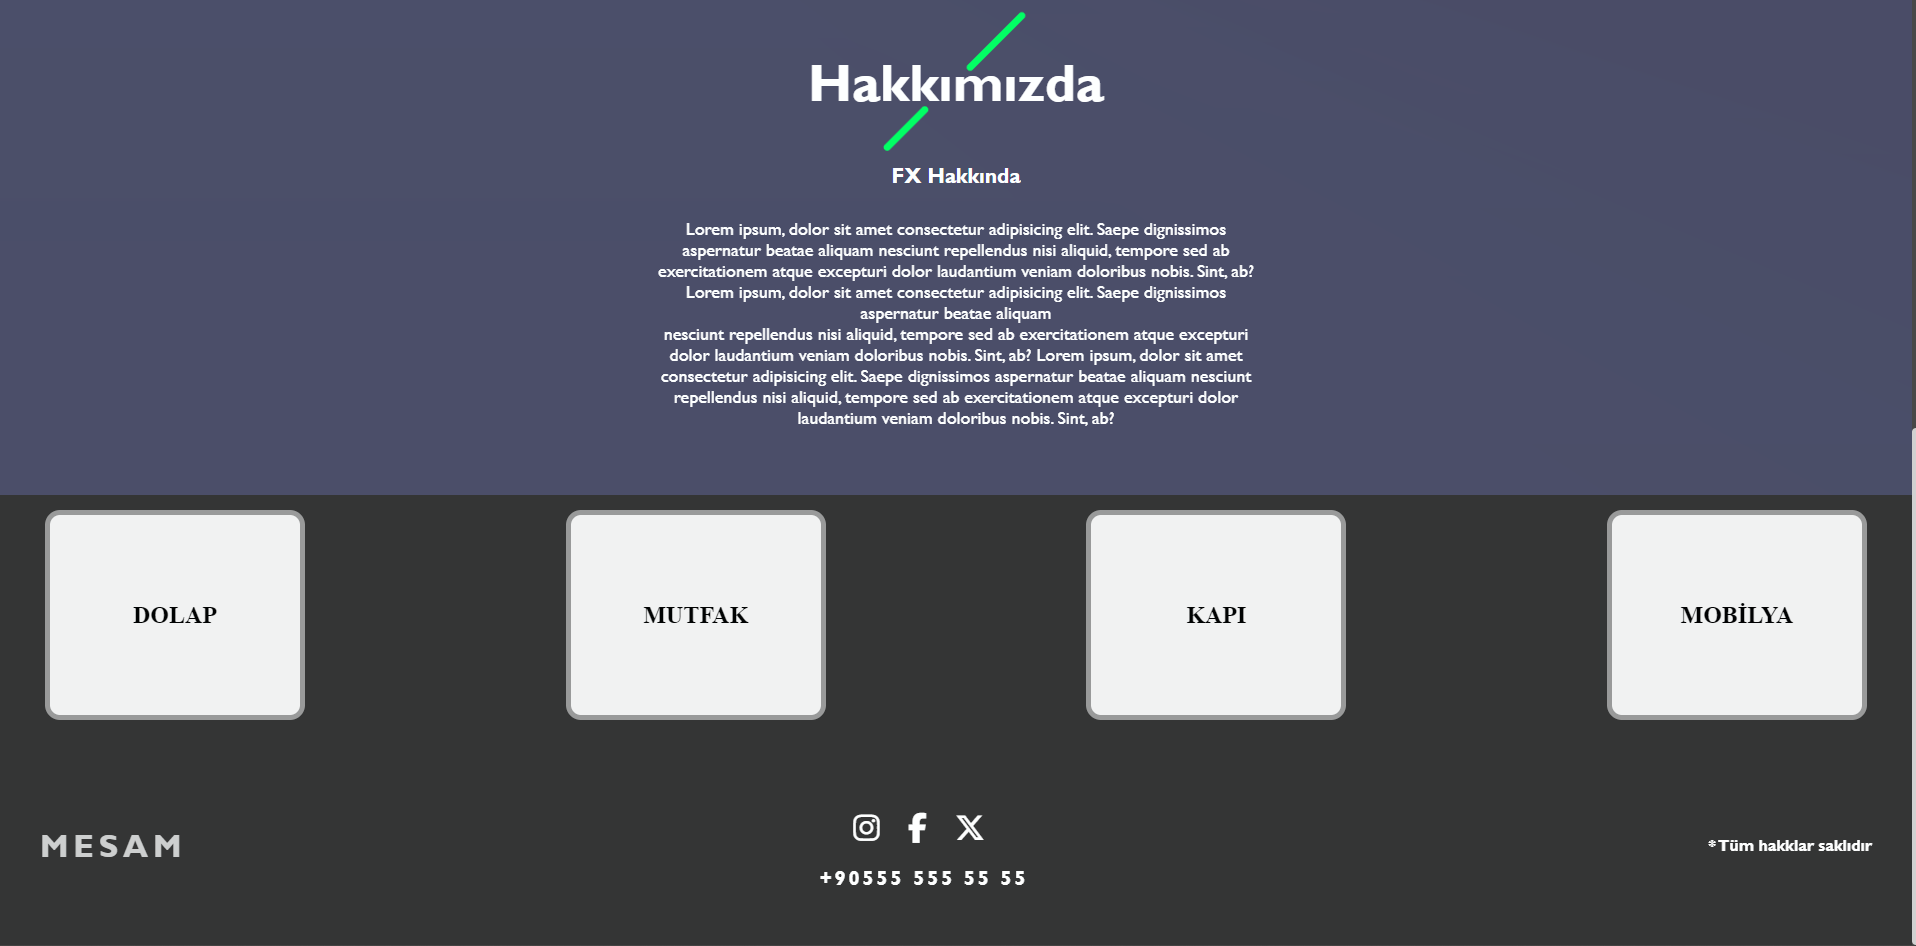 Hakkımızda
FX Hakkında
Lorem ipsum, dolor sit amet consectetur adipisicing elit. Saepe dignissimos
aspernatur beatae aliquam nesciunt repellendus nisi aliquid, tempore sed ab
exercitationem atque excepturi dolor laudantium veniam doloribus nobis. Sint, ab?
Lorem ipsum, dolor sit amet consectetur adipisicing elit. Saepe dignissimos
aspernatur beatae aliquam
nesciunt repellendus nisi aliquid, tempore sed ab exercitationem atque excepturi
dolor laudantium veniam doloribus nobis. Sint, ab? Lorem ipsum, dolor sit amet
consectetur adipisicing elit. Saepe dignissimos aspernatur beatae aliquam nesciunt
repellendus nisi aliquid, tempore sed ab exercitationem atque excepturi dolor
laudantium veniam doloribus nobis. Sint, ab?
DOLAP
MUTFAK
KAPI
MOBİLYA
MESAM
+90555 555 55 55
*Tüm hakklar saklıdır